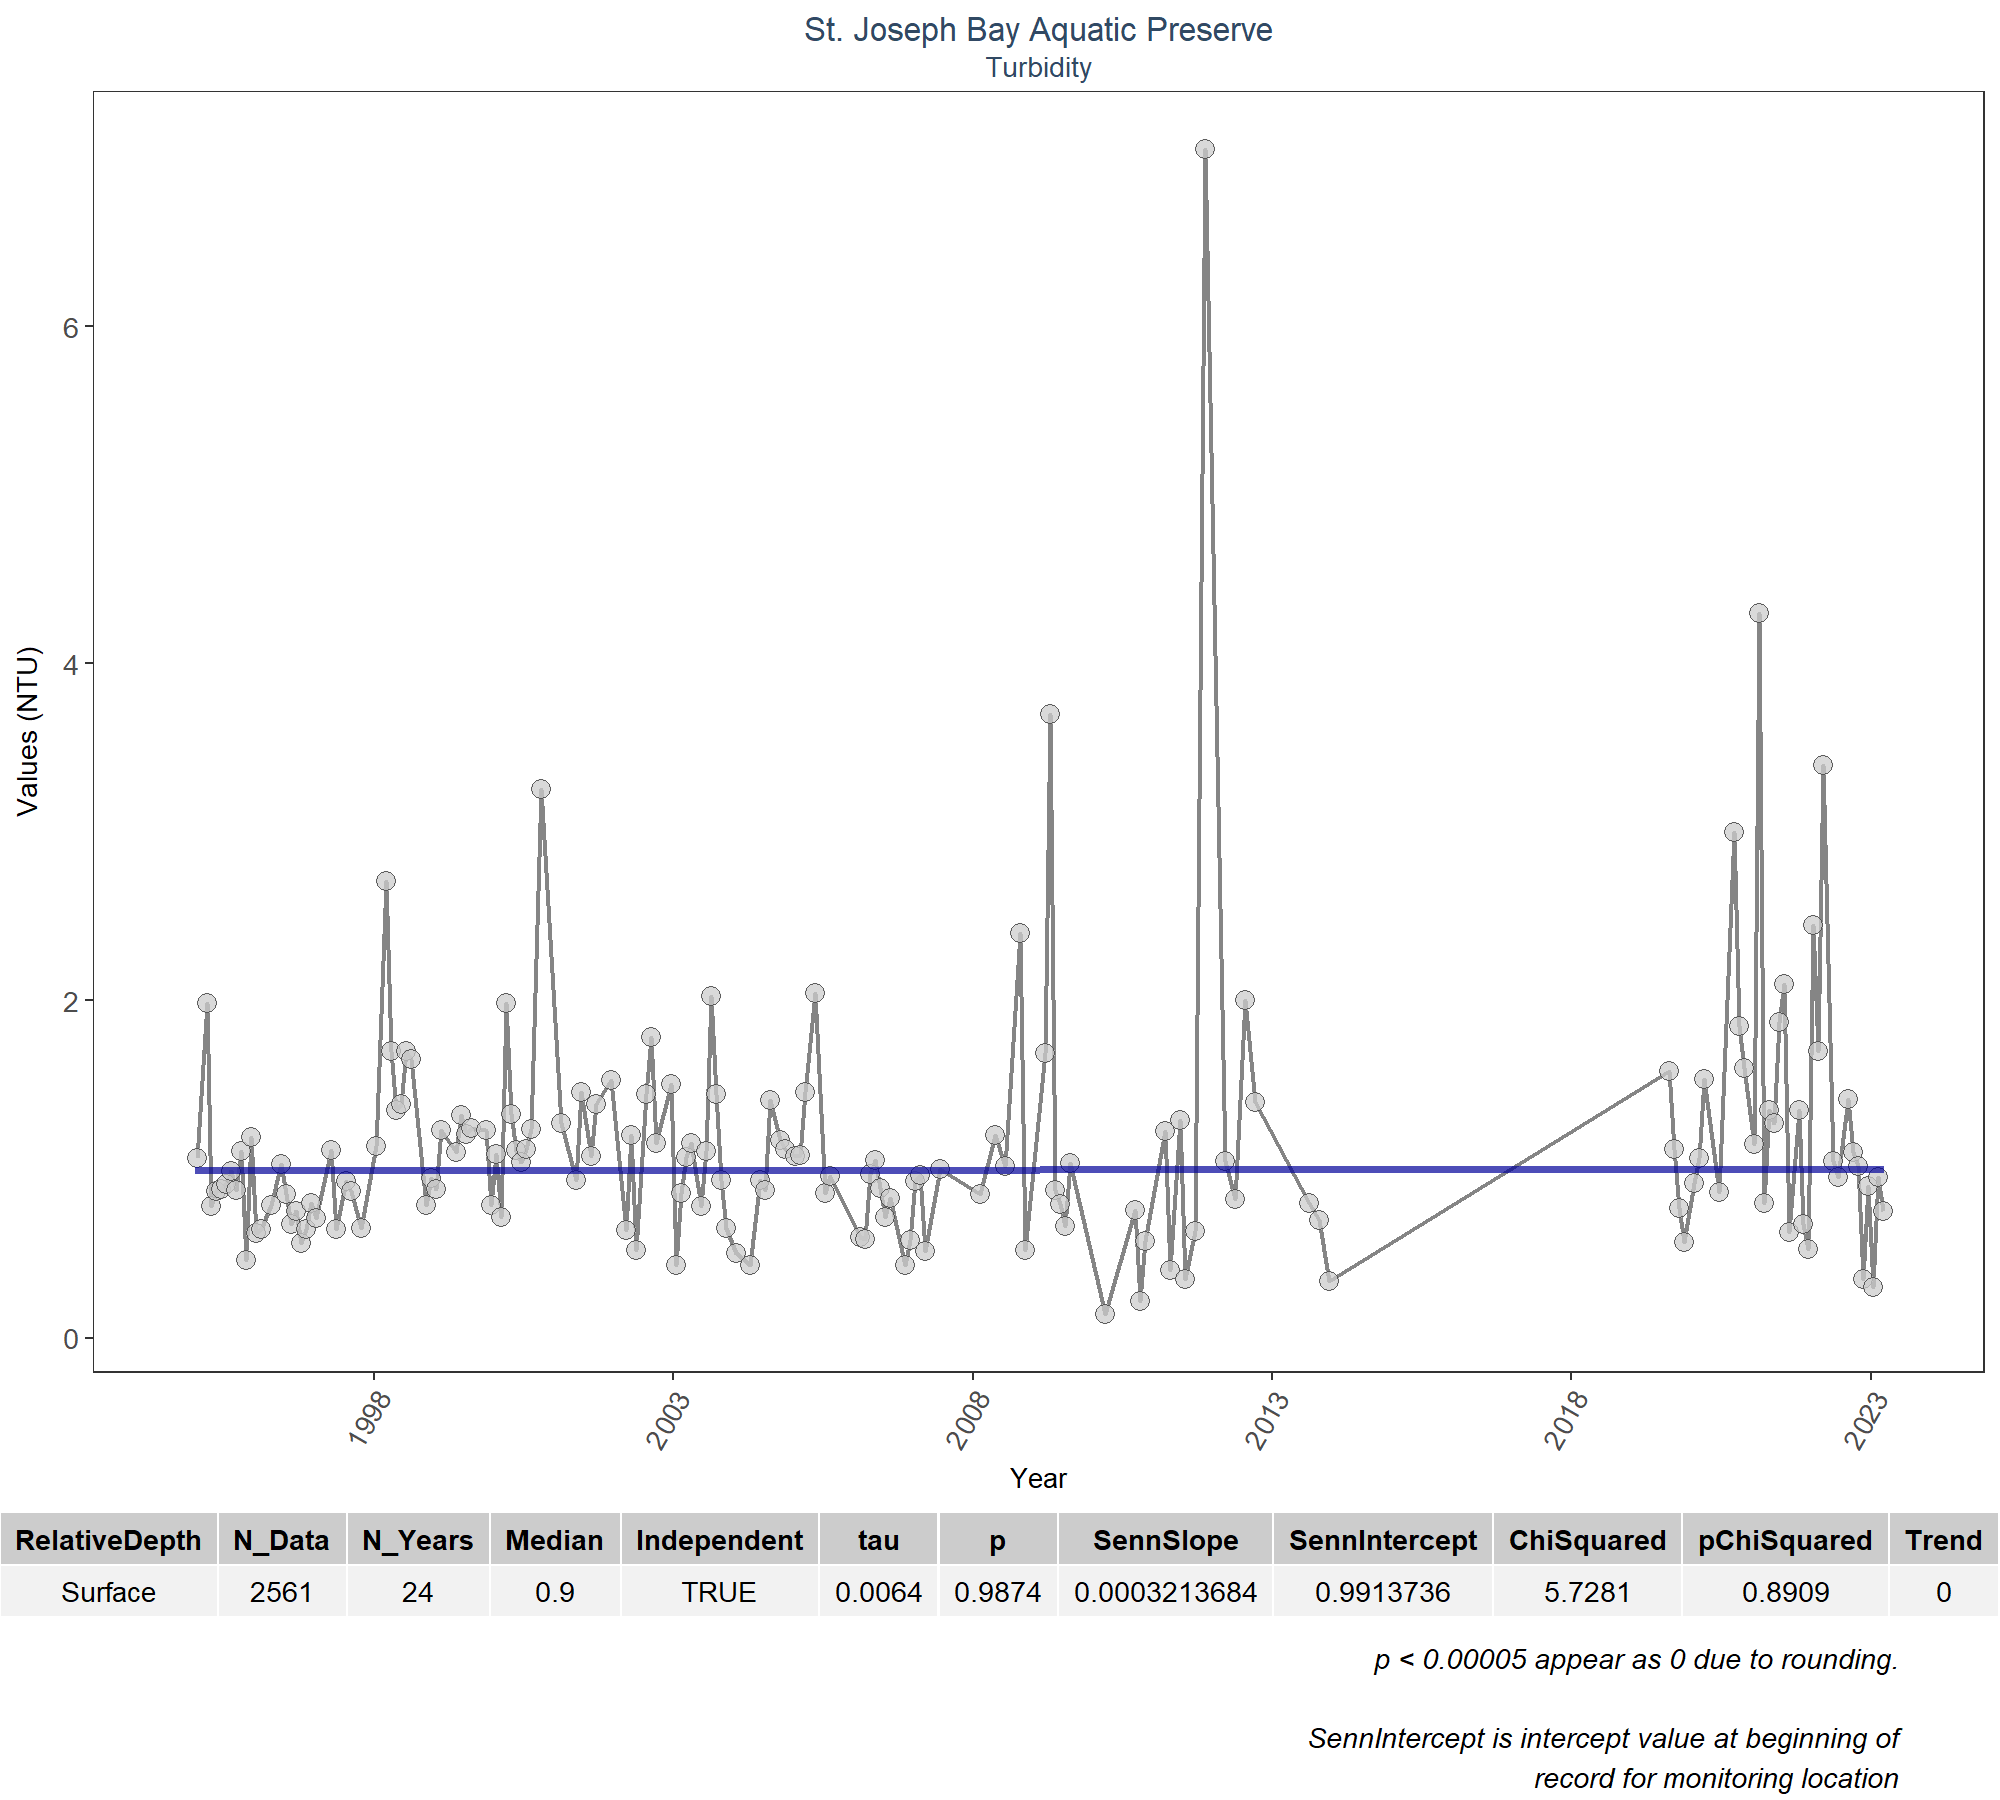 St. Joseph Bay Aquatic Preserve
Turbidity
Values (NTU)
6
4
2
0
1998 2003 2008 2013 2018 2023
Year
RelativeDepth N_Data N_Years Median Independent tau p SennSlope SennIntercept ChiSquared pChiSquared Trend
Surface 2561 24 0.9 TRUE 0.0064 0.9874 0.0003213684 0.9913736 5.7281 0.8909 0
p < 0.00005 appear as 0 due to rounding.
SennIntercept is intercept value at beginning of
record for monitoring location